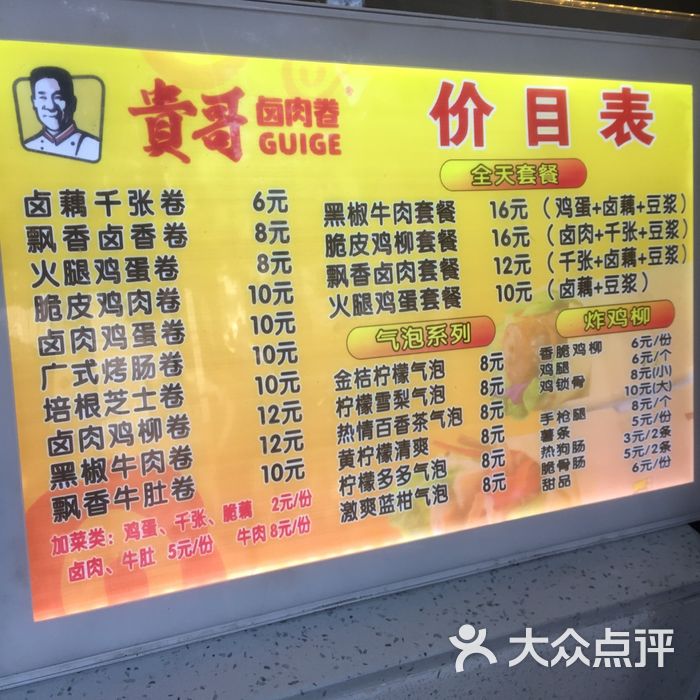 貴哥 卤肉卷
GUIGE
价目表
卤藕千张卷 6元
飘香卤香卷 8元
火腿鸡蛋卷 8元
脆皮鸡肉卷 10元
卤肉鸡蛋卷 10元
广式烤肠卷 10元
培根芝士卷 10元
卤肉鸡柳卷 12元
黑椒牛肉卷 12元
飘香牛肚卷 10元
加菜类：鸡蛋、千张、脆藕 2元/份
卤肉、牛肚 5元/份 牛肉8元/份
全天套餐
黑椒牛肉套餐 16元（鸡蛋+卤藕+豆浆）
脆皮鸡柳套餐 16元（卤肉+千张+豆浆）
飘香卤肉套餐 12元（千张+卤藕+豆浆）
火腿鸡蛋套餐 10元（卤藕+豆浆）
气泡系列
金桔柠檬气泡 8元
柠檬雪梨气泡 8元
热情百香茶气泡 8元
黄柠檬清爽 8元
柠檬多多气泡 8元
激爽蓝柑气泡 8元
炸鸡柳
香脆鸡柳 6元/份
鸡腿 6元/个
鸡锁骨 8元(小)
10元(大)
手枪腿 8元/个
薯条 5元/份
热狗肠 3元/2条
脆骨肠 5元/2条
甜品 6元/份
大众点评